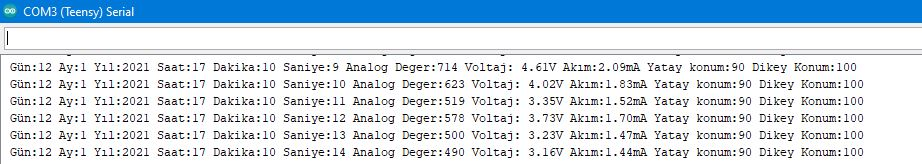 COM3 (Teensy) Serial
Gün:12 Ay:1 Yıl:2021 Saat:17 Dakika:10 Saniye:9 Analog Deger:714 Voltaj: 4.61V Akım:2.09mA Yatay konum:90 Dikey Konum:100
Gün:12 Ay:1 Yıl:2021 Saat:17 Dakika:10 Saniye:10 Analog Deger:623 Voltaj: 4.02V Akım:1.83mA Yatay konum:90 Dikey Konum:100
Gün:12 Ay:1 Yıl:2021 Saat:17 Dakika:10 Saniye:11 Analog Deger:519 Voltaj: 3.35V Akım:1.52mA Yatay konum:90 Dikey Konum:100
Gün:12 Ay:1 Yıl:2021 Saat:17 Dakika:10 Saniye:12 Analog Deger:578 Voltaj: 3.73V Akım:1.70mA Yatay konum:90 Dikey Konum:100
Gün:12 Ay:1 Yıl:2021 Saat:17 Dakika:10 Saniye:13 Analog Deger:500 Voltaj: 3.23V Akım:1.47mA Yatay konum:90 Dikey Konum:100
Gün:12 Ay:1 Yıl:2021 Saat:17 Dakika:10 Saniye:14 Analog Deger:490 Voltaj: 3.16V Akım:1.44mA Yatay konum:90 Dikey Konum:100